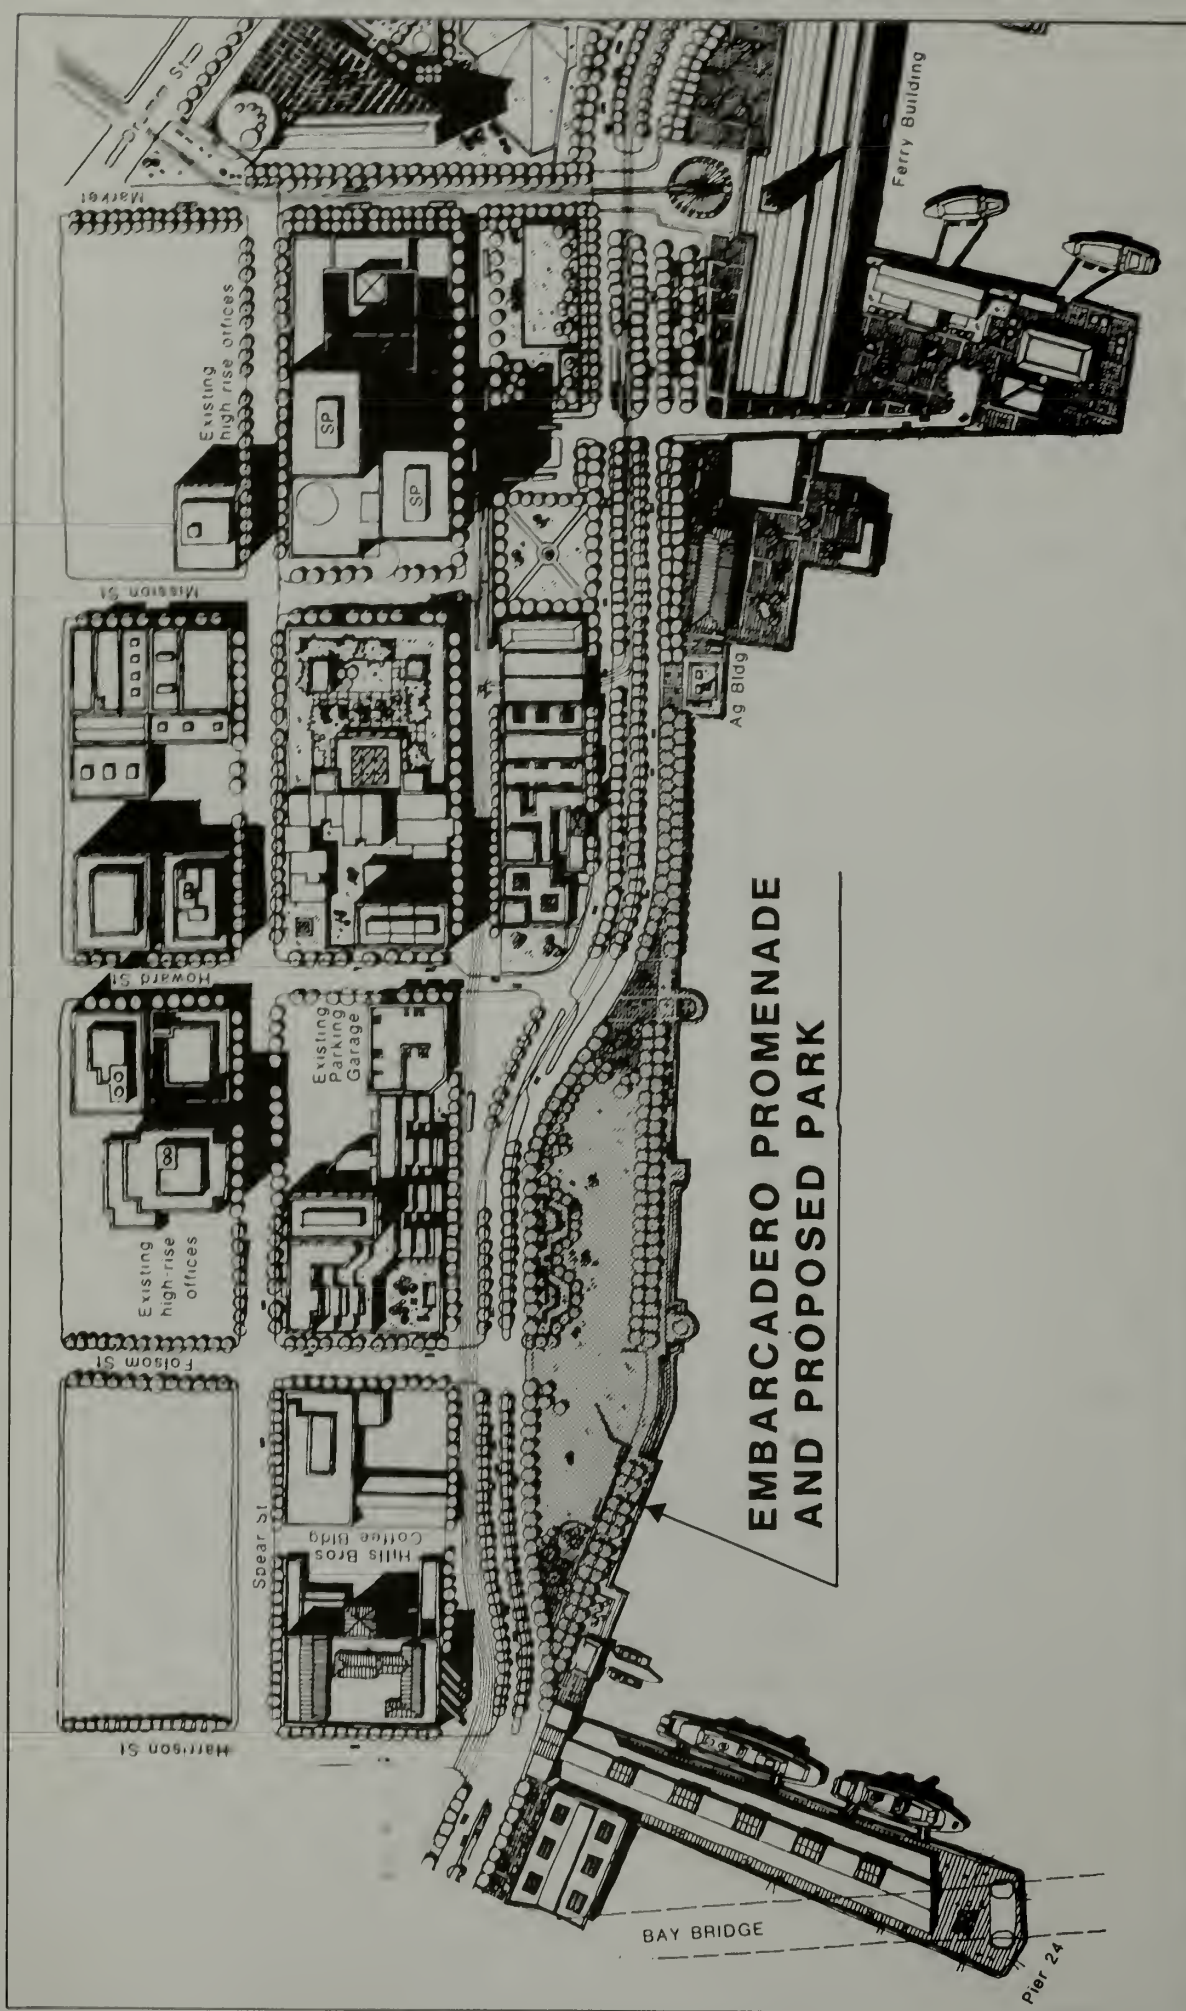 Market
Existing
high rise offices
SP
SP
Mission St
Ferry Building
Ag Bldg
Howard St
Existing
Parking
Garage
Existing
high-rise
offices
Folsom St
Spear St
Hills Bros
Coffee Bldg
Harrison St
EMBARCADERO PROMENADE
AND PROPOSED PARK
BAY BRIDGE
Pier 24